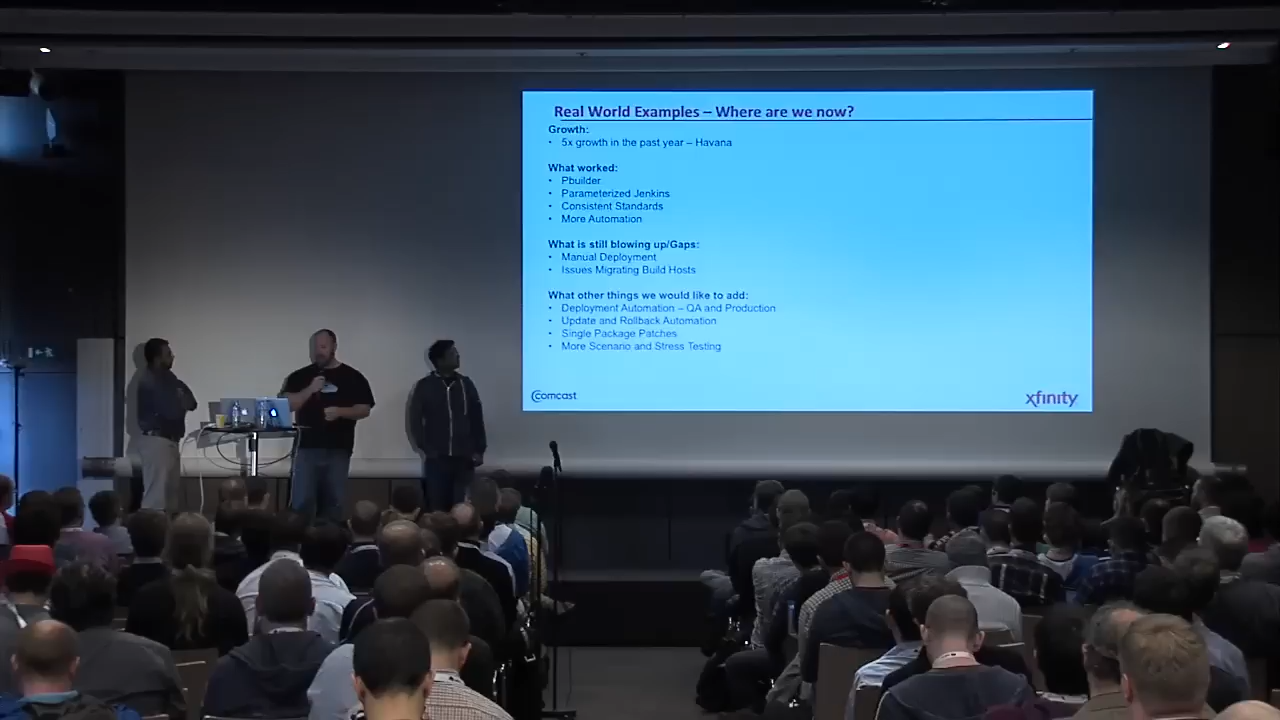 Real World Examples – Where are we now?
Growth:
• 5x growth in the past year – Havana
What worked:
• Pbuilder
• Parameterized Jenkins
• Consistent Standards
• More Automation
What is still blowing up/Gaps:
• Manual Deployment
• Issues Migrating Build Hosts
What other things we would like to add:
• Deployment Automation – QA and Production
• Update and Rollback Automation
• Single Package Patches
• More Scenario and Stress Testing
comcast
xfinity